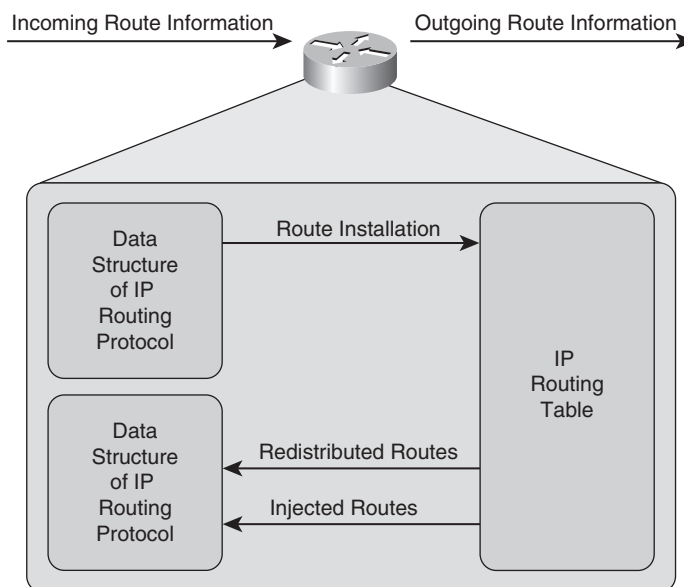 Incoming Route Information
Outgoing Route Information
Data
Structure
of IP
Routing
Protocol
Route Installation
IP
Routing
Table
Data
Structure
of IP
Routing
Protocol
Redistributed Routes
Injected Routes